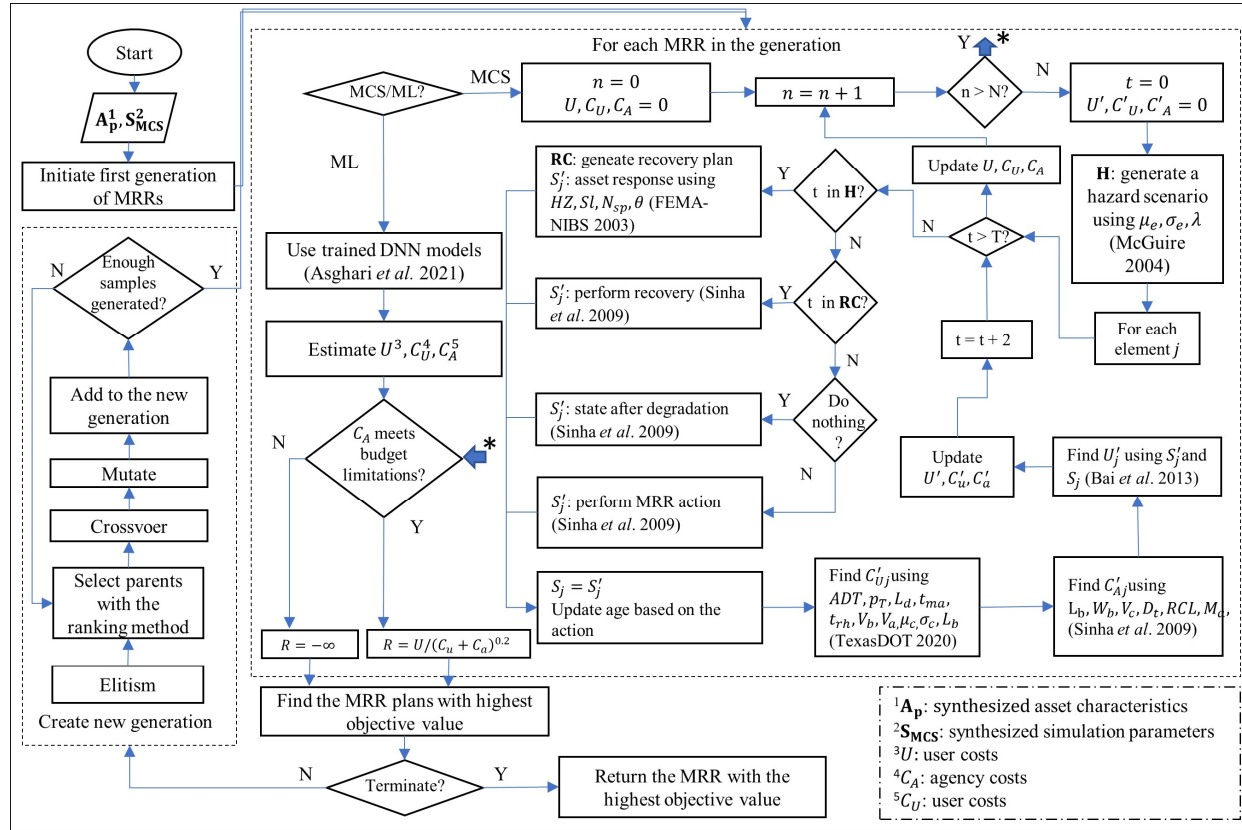 Start
A_p^1, S_MCS^2
Initiate first generation
of MRRs
N
Enough
samples
generated?
Y
Add to the new
generation
Mutate
Crossvoer
Select parents
with the
ranking method
Elitism
Create new generation
For each MRR in the generation
MCS/ML?
MCS
n = 0
U, C_U, C_A = 0
n = n + 1
Y
*
n > N?
N
t = 0
U′, C′_U, C′_A = 0
ML
RC: geneate recovery plan
S′_j: asset response using
HZ, Sl, N_sp, θ (FEMA-
NIBS 2003)
Y
t in H?
N
Update U, C_U, C_A
N
t > T?
Y
H: generate a
hazard scenario
using μ_e, σ_e, λ
(McGuire
2004)
Use trained DNN models
(Asghari et al. 2021)
S′_j: perform recovery (Sinha
et al. 2009)
Y
t in RC?
N
t = t + 2
For each
element j
Estimate U^3, C_U^4, C_A^5
S′_j: state after degradation
(Sinha et al. 2009)
Y
Do
nothing
?
N
N
C_A meets
budget
limitations?
*
Y
Update
U′, C′_u, C′_a
Find U′_j using S′_j and
S_j (Bai et al. 2013)
S′_j: perform MRR action
(Sinha et al. 2009)
S_j = S′_j
Update age based on the
action
Find C′_Uj using
ADT, p_T, L_d, t_ma,
t_rh, V_b, V_a, μ_c, σ_c, L_b
(TexasDOT 2020)
Find C′_Aj using
L_b, W_b, V_c, D_t, RCL, M_a,
(Sinha et al. 2009)
R = −∞
R = U/(C_u + C_a)^0.2
Find the MRR plans with highest
objective value
N
Terminate?
Y
Return the MRR with the
highest objective value
^1A_p: synthesized asset characteristics
^2S_MCS: synthesized simulation parameters
^3U: user costs
^4C_A: agency costs
^5C_U: user costs